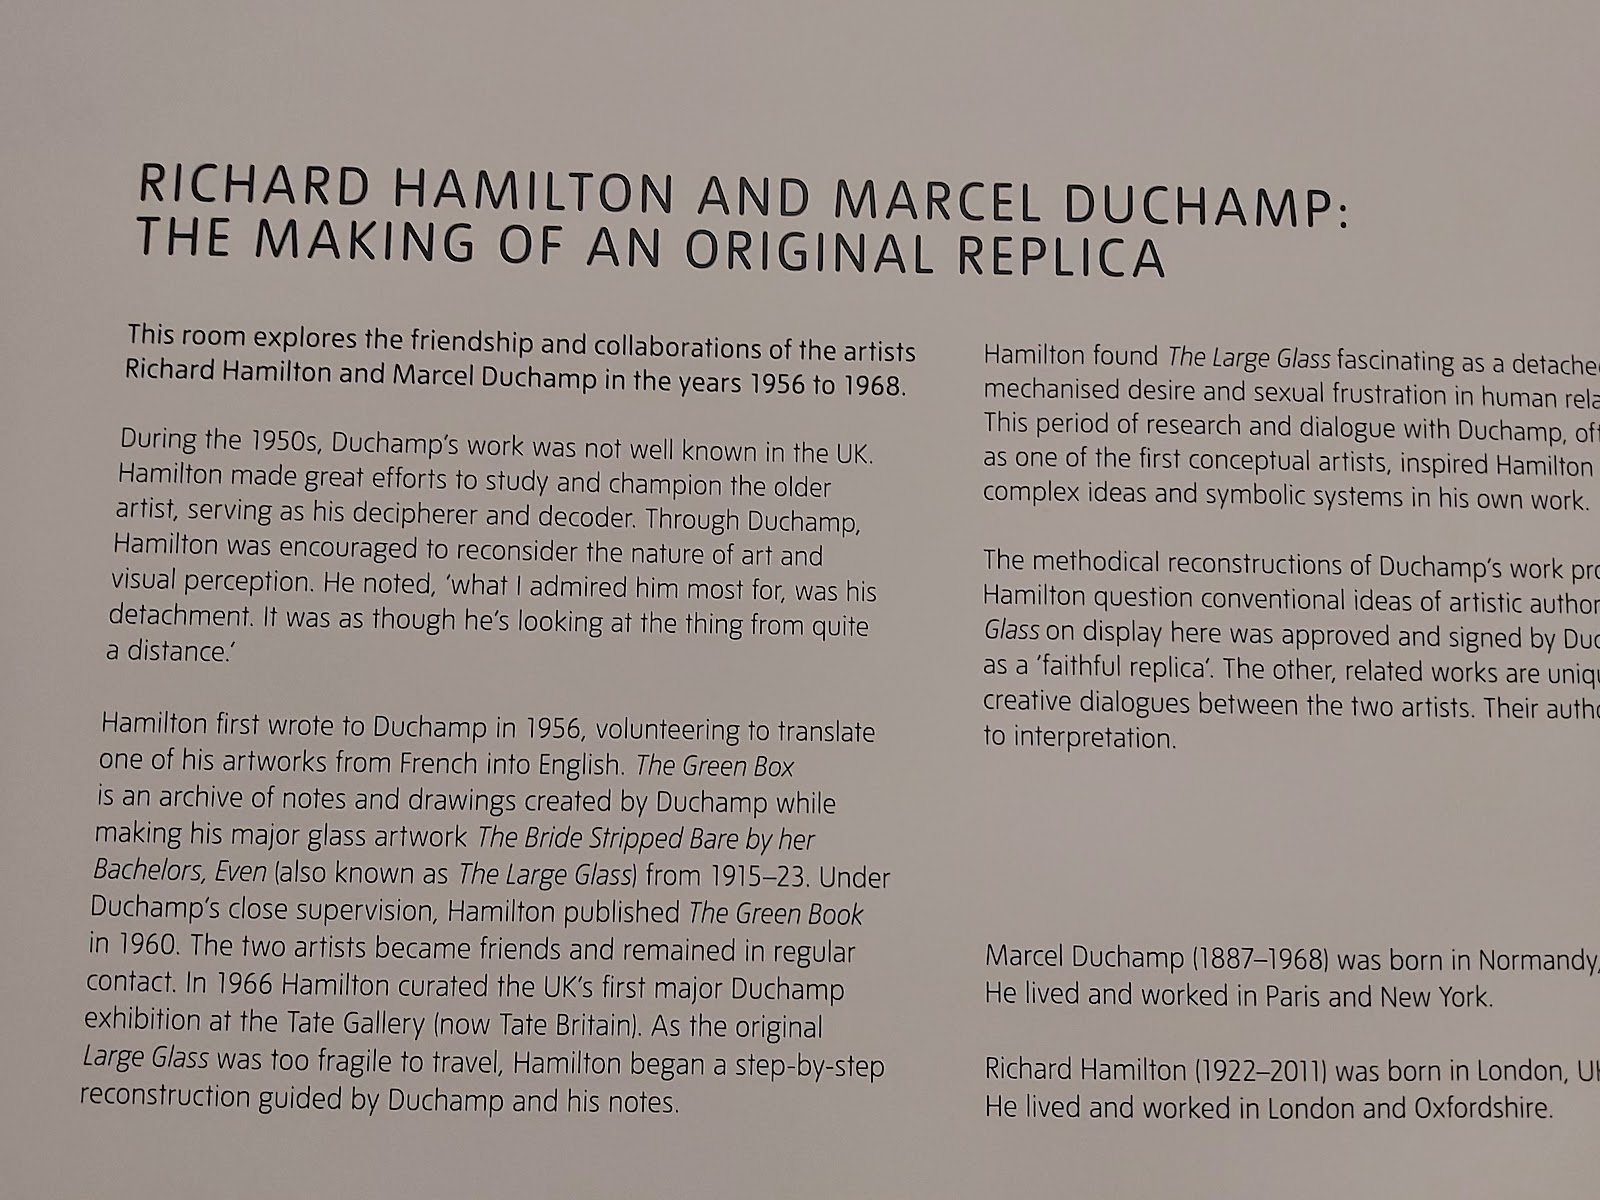 RICHARD HAMILTON AND MARCEL DUCHAMP:
THE MAKING OF AN ORIGINAL REPLICA
This room explores the friendship and collaborations of the artists
Richard Hamilton and Marcel Duchamp in the years 1956 to 1968.
During the 1950s, Duchamp's work was not well known in the UK.
Hamilton made great efforts to study and champion the older
artist, serving as his decipherer and decoder. Through Duchamp,
Hamilton was encouraged to reconsider the nature of art and
visual perception. He noted, ‘what I admired him most for, was his
detachment. It was as though he's looking at the thing from quite
a distance.’
Hamilton first wrote to Duchamp in 1956, volunteering to translate
one of his artworks from French into English. The Green Box
is an archive of notes and drawings created by Duchamp while
making his major glass artwork The Bride Stripped Bare by her
Bachelors, Even (also known as The Large Glass) from 1915–23. Under
Duchamp's close supervision, Hamilton published The Green Book
in 1960. The two artists became friends and remained in regular
contact. In 1966 Hamilton curated the UK's first major Duchamp
exhibition at the Tate Gallery (now Tate Britain). As the original
Large Glass was too fragile to travel, Hamilton began a step-by-step
reconstruction guided by Duchamp and his notes.
Hamilton found The Large Glass fascinating as a
mechanised desire and sexual frustration in human
This period of research and dialogue with Duchamp,
as one of the first conceptual artists, inspired Hamilton
complex ideas and symbolic systems in his own work.
The methodical reconstructions of Duchamp's work
Hamilton question conventional ideas of artistic
Glass on display here was approved and signed by
as a ‘faithful replica’. The other, related works are
creative dialogues between the two artists. Their
to interpretation.
Marcel Duchamp (1887–1968) was born in Normandy,
He lived and worked in Paris and New York.
Richard Hamilton (1922–2011) was born in London,
He lived and worked in London and Oxfordshire.